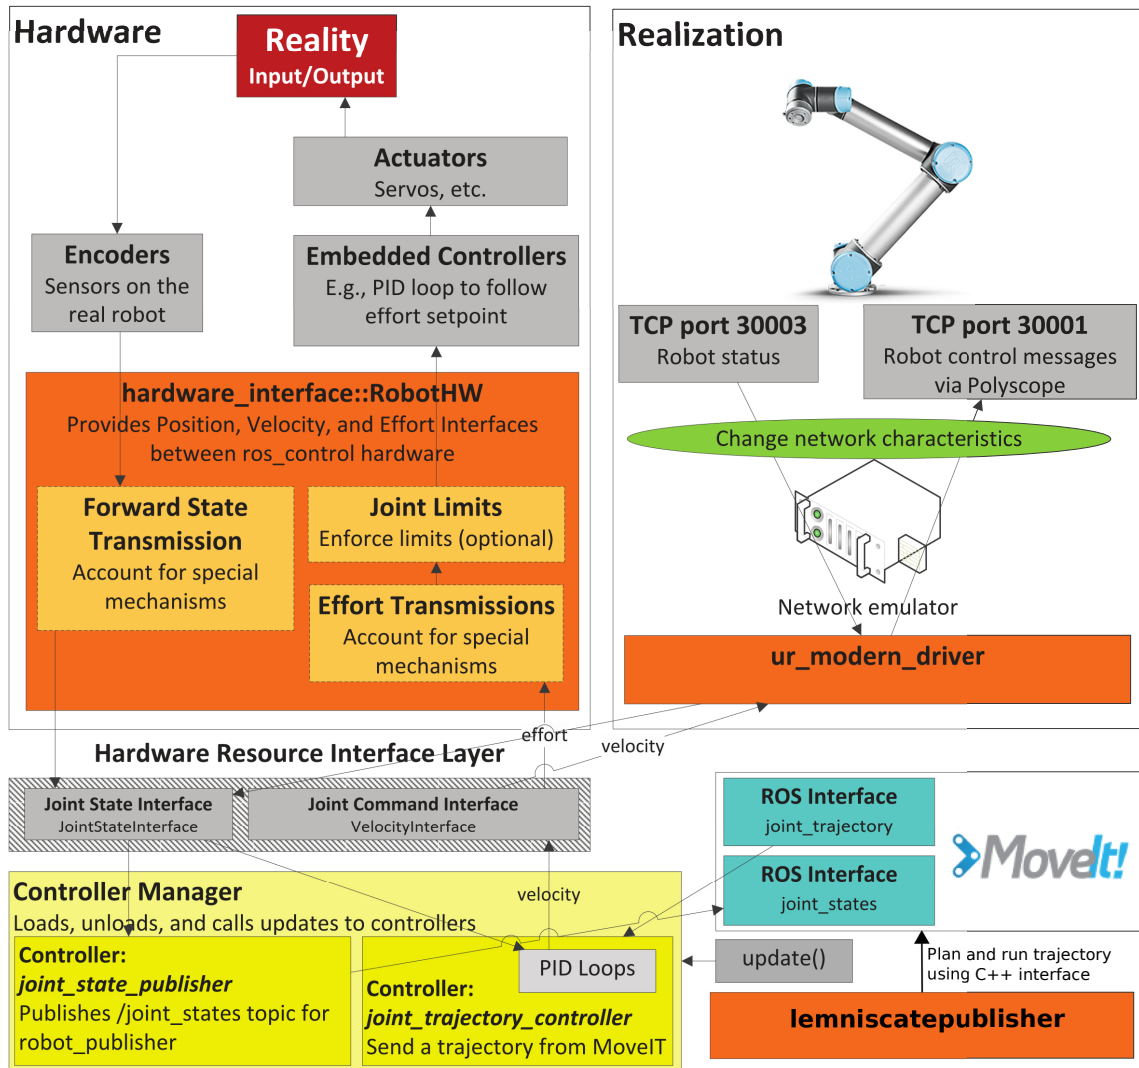 Hardware
Reality
Input/Output
Actuators
Servos, etc.
Encoders
Sensors on the
real robot
Embedded Controllers
E.g., PID loop to follow
effort setpoint
hardware_interface::RobotHW
Provides Position, Velocity, and Effort Interfaces
between ros_control hardware
Forward State
Transmission
Account for special
mechanisms
Joint Limits
Enforce limits (optional)
Effort Transmissions
Account for special
mechanisms
Realization
TCP port 30003
Robot status
TCP port 30001
Robot control messages
via Polyscope
Change network characteristics
Network emulator
ur_modern_driver
effort
velocity
Hardware Resource Interface Layer
Joint State Interface
JointStateInterface
Joint Command Interface
VelocityInterface
velocity
Controller Manager
Loads, unloads, and calls updates to controllers
Controller:
joint_state_publisher
Publishes /joint_states topic for
robot_publisher
PID Loops
Controller:
joint_trajectory_controller
Send a trajectory from MoveIT
ROS Interface
joint_trajectory
ROS Interface
joint_states
MoveIt!
update()
Plan and run trajectory
using C++ interface
lemniscatepublisher